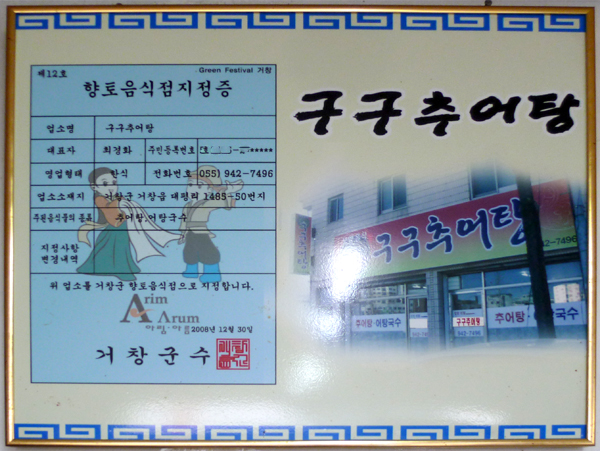 제12호
Green Festival 거창
향토음식점지정증
업소명 구구추어탕
대표자 최경화 주민등록번호
영업형태 한식 전화번호 055) 942-7496
업소소재지 거창군 거창읍 대평리 1485-50번지
주된음식물의 종류 추어탕, 어탕국수
지정사항
변경내역
위 업소를 거창군 향토음식점으로 지정합니다.
Arim
Arum
아림·아름
2008년 12월 30일
거창군수
구구추어탕
구구추어탕
42-7496
추어탕·어탕국수
구구추어탕
942-7496
추어탕 국수